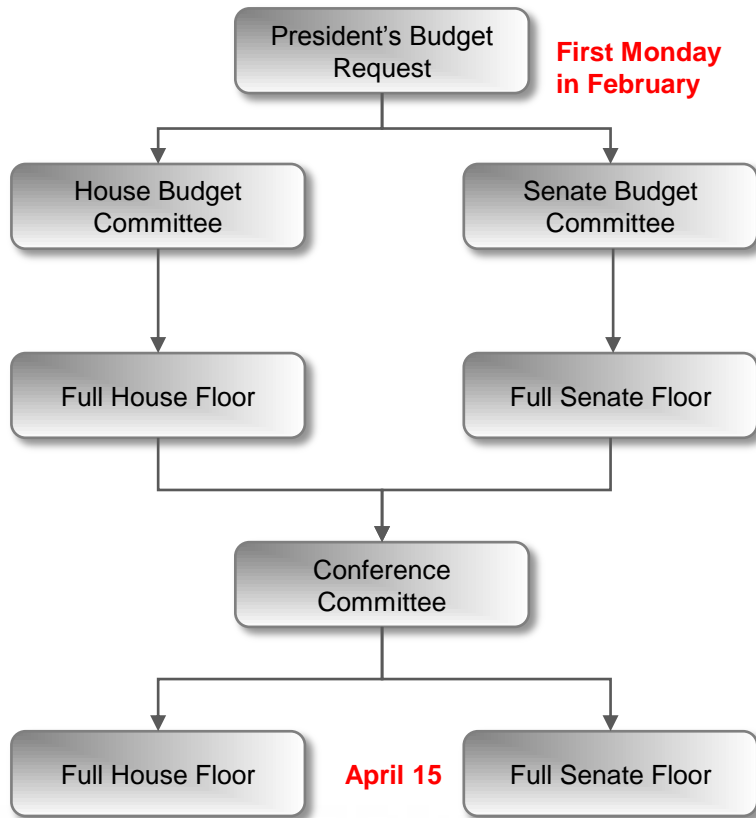 President’s Budget
Request
First Monday
in February
House Budget
Committee
Senate Budget
Committee
Full House Floor
Full Senate Floor
Conference
Committee
Full House Floor
April 15
Full Senate Floor